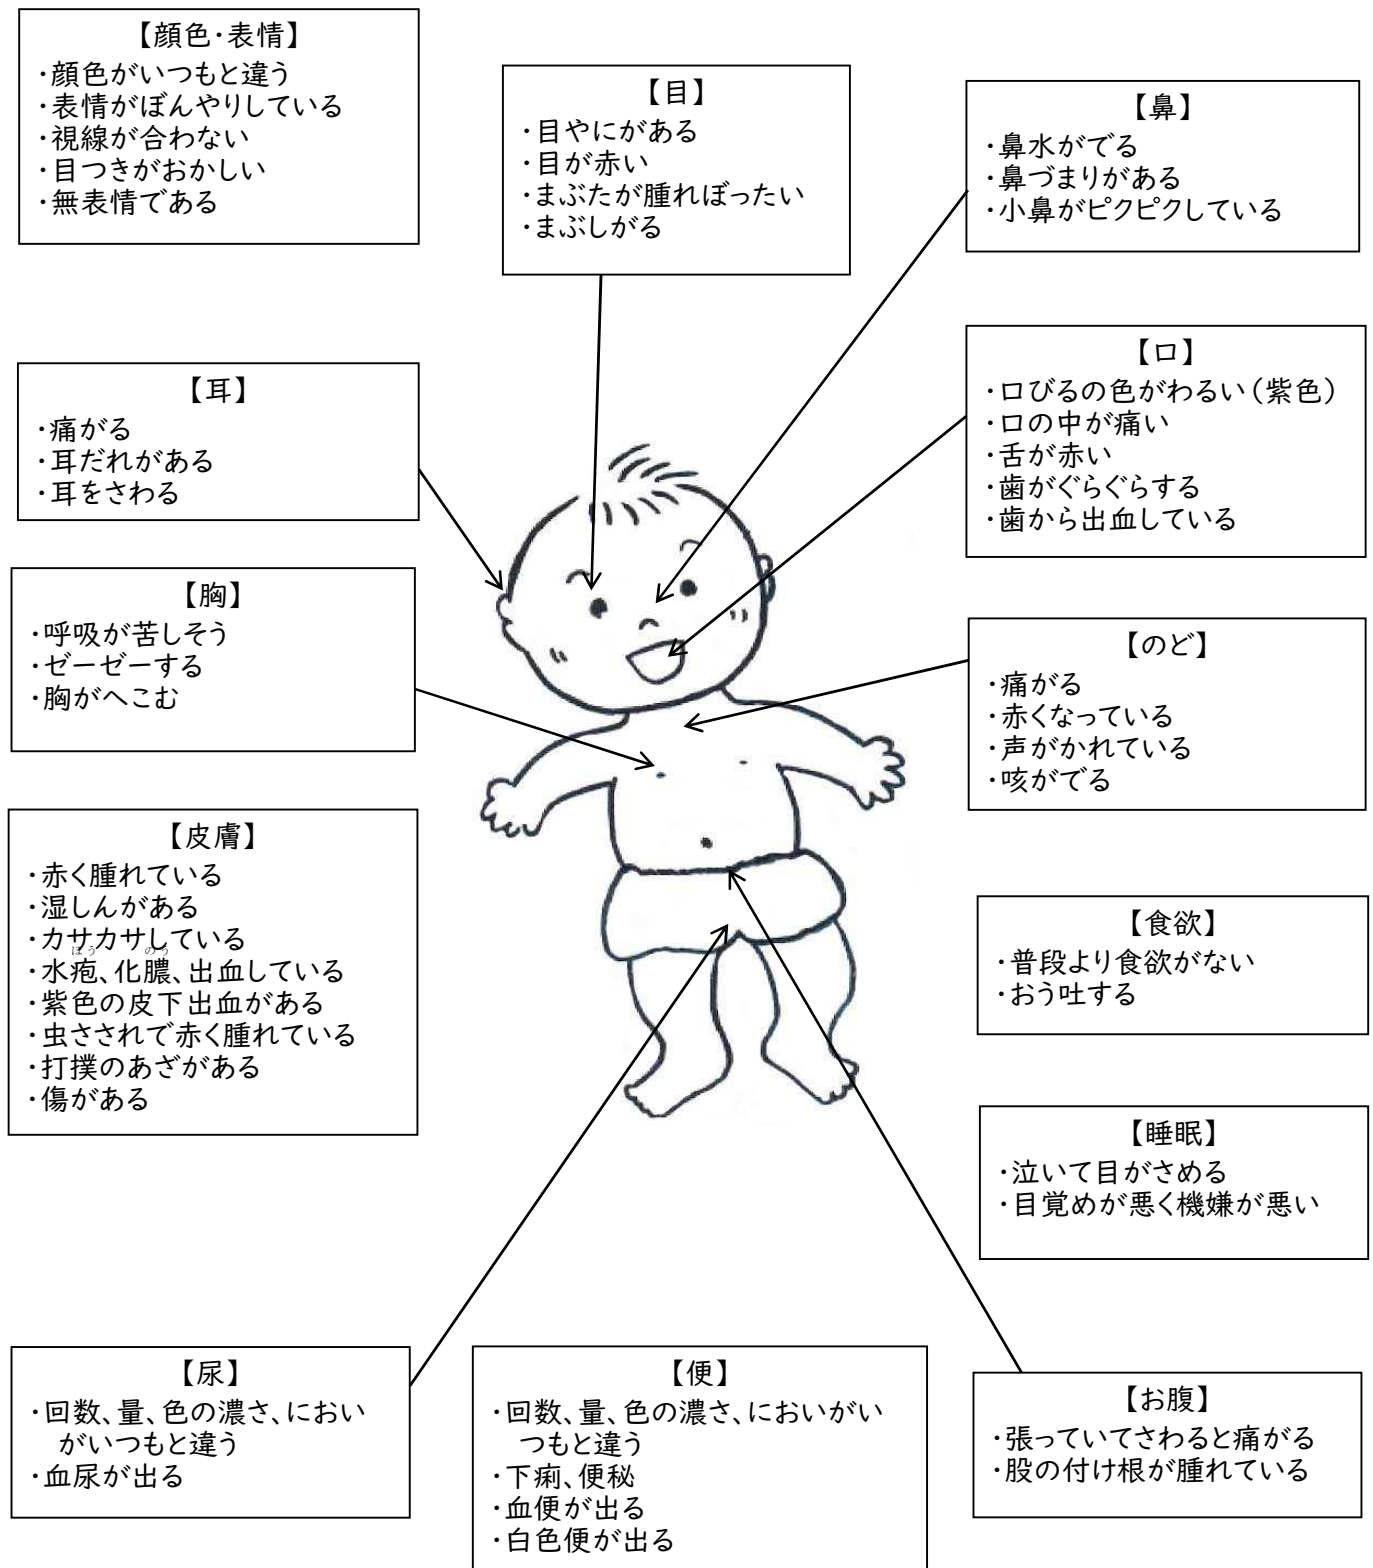 【顔色・表情】
・顔色がいつもと違う
・表情がぼんやりしている
・視線が合わない
・目つきがおかしい
・無表情である
【目】
・目やにがある
・目が赤い
・まぶたが腫れぼったい
・まぶしがる
【鼻】
・鼻水がでる
・鼻づまりがある
・小鼻がピクピクしている
【耳】
・痛がる
・耳だれがある
・耳をさわる
【口】
・口びるの色がわるい（紫色）
・口の中が痛い
・舌が赤い
・歯がぐらぐらする
・歯から出血している
【胸】
・呼吸が苦しそう
・ゼーゼーする
・胸がへこむ
【のど】
・痛がる
・赤くなっている
・声がかれている
・咳がでる
【皮膚】
・赤く腫れている
・湿しんがある
・カサカサしている
ほう のう
・水疱、化膿、出血している
・紫色の皮下出血がある
・虫さされで赤く腫れている
・打撲のあざがある
・傷がある
【食欲】
・普段より食欲がない
・おう吐する
【睡眠】
・泣いて目がさめる
・目覚めが悪く機嫌が悪い
【尿】
・回数、量、色の濃さ、におい
がいつもと違う
・血尿が出る
【便】
・回数、量、色の濃さ、においがい
つもと違う
・下痢、便秘
・血便が出る
・白色便が出る
【お腹】
・張っていてさわると痛がる
・股の付け根が腫れている